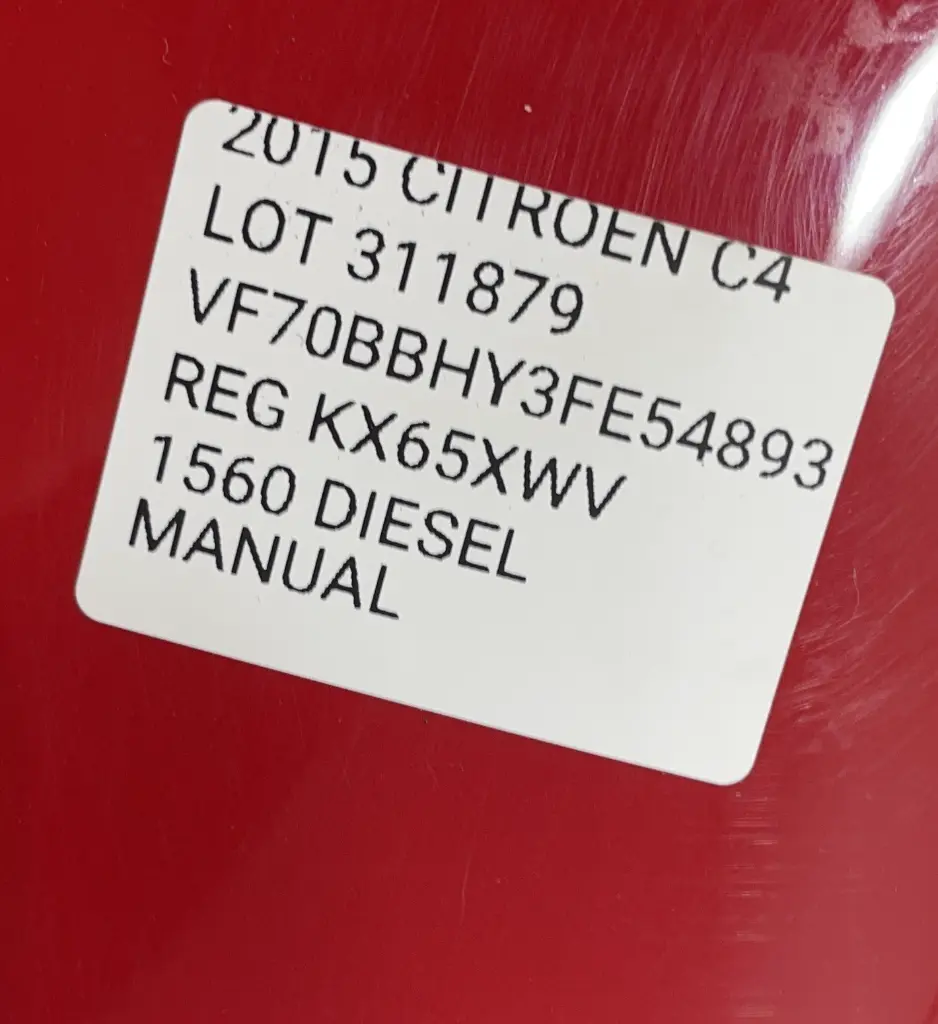 2015 CITROEN C4
LOT 311879
VF70BBHY3FE54893
REG KX65XWV
1560 DIESEL
MANUAL